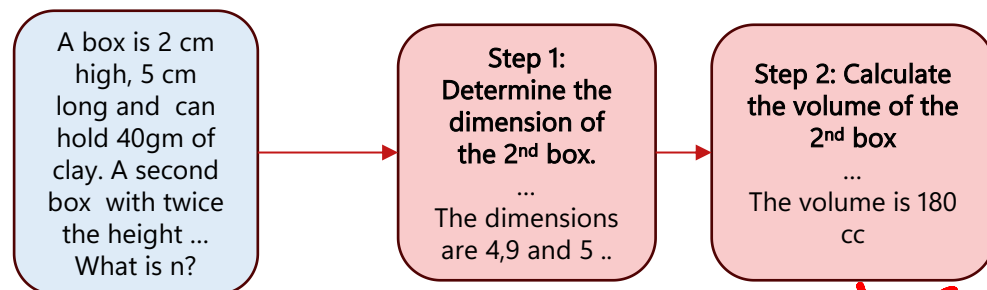 A box is 2 cm
high, 5 cm
long and can
hold 40gm of
clay. A second
box with twice
the height ...
What is n?
Step 1:
Determine the
dimension of
the 2nd box.
...
The dimensions
are 4,9 and 5 ..
Step 2: Calculate
the volume of the
2nd box
...
The volume is 180
cc